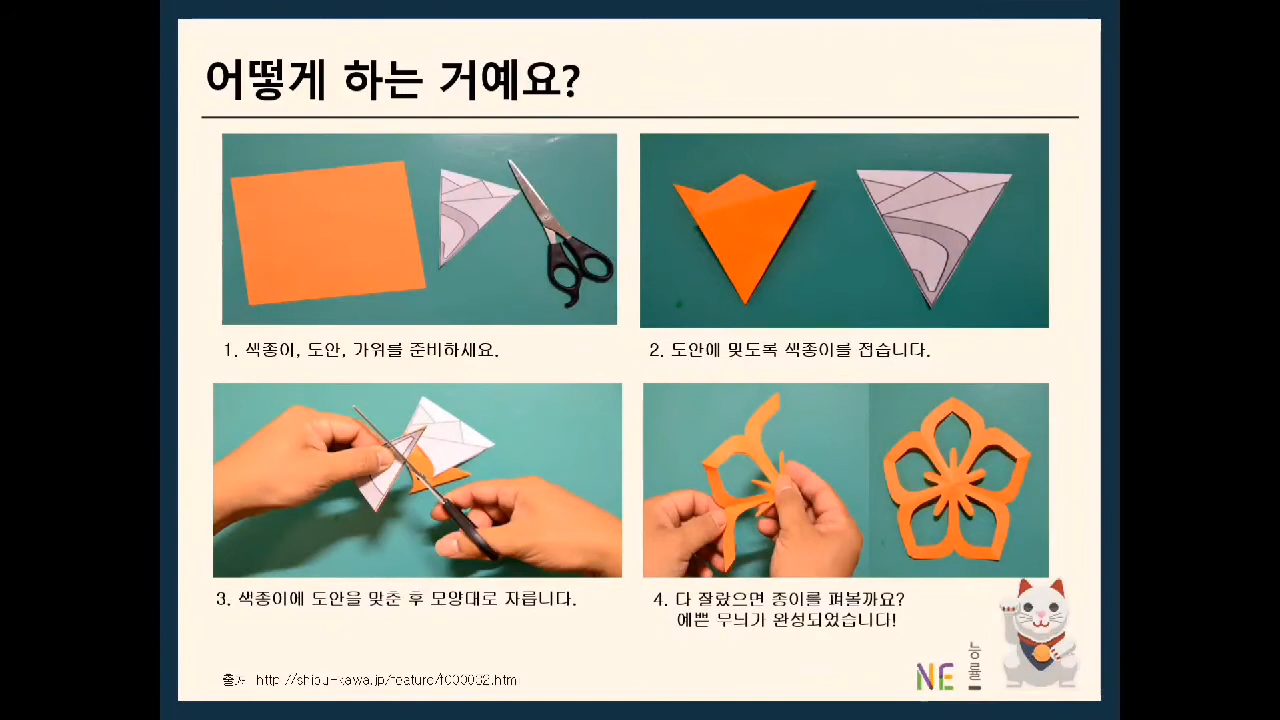 어떻게 하는 거예요?
1. 색종이, 도안, 가위를 준비하세요.
2. 도안에 맞도록 색종이를 접습니다.
3. 색종이에 도안을 맞춘 후 모양대로 자릅니다.
4. 다 잘랐으면 종이를 펴볼까요?
예쁜 무늬가 완성되었습니다!
NE 능률
출처